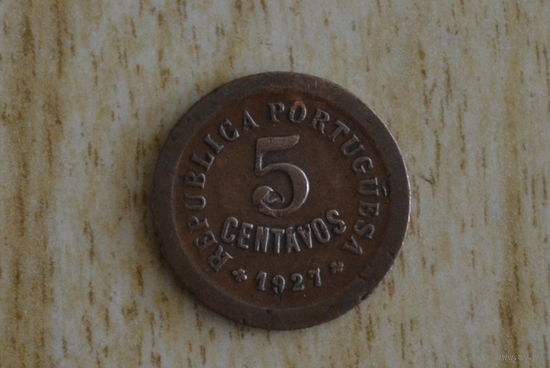 REPUBLICA PORTUGUESA
5
CENTAVOS
* 1927 *